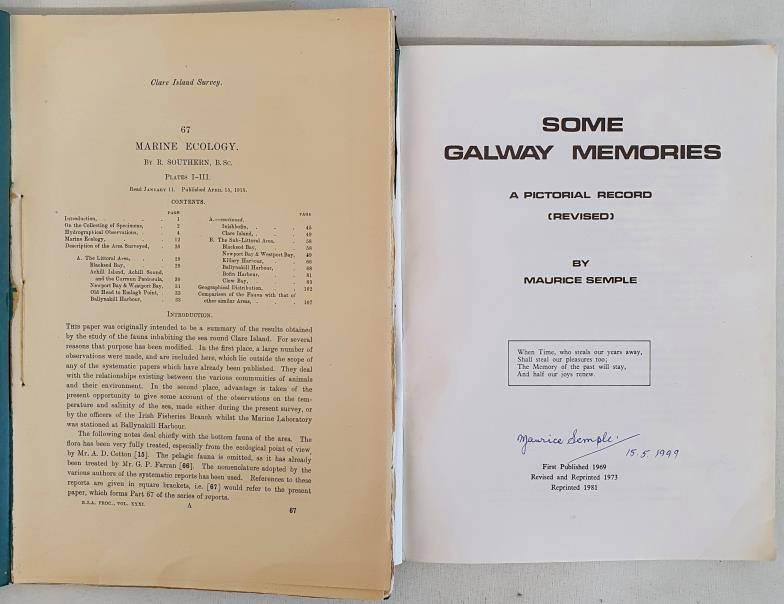 Clare Island Survey.
67
MARINE ECOLOGY.
BY R. SOUTHERN, B.SC.
PLATES I-III.
Read JANUARY 11. Published APRIL 15, 1915.
CONTENTS.
PAGE
Introduction, . . . 1
On the Collecting of Specimens, . 2
Hydrographical Observations, . . 4
Marine Ecology, . . . 12
Description of the Area Surveyed, . 28
A. The Littoral Area, . . 28
Blacksod Bay, . . 28
Achill Island, Achill Sound,
and the Curraun Peninsula, 30
Newport Bay & Westport Bay, 31
Old Head to Emlagh Point, . 33
Ballynakill Harbour, . 33
PAGE
A.—continued.
Inishbofin, . . . 45
Clare Island, . . . 49
B. The Sub-Littoral Area, . . 58
Blacksod Bay, . . 58
Newport Bay & Westport Bay,
Killary Harbour, . . 66
Ballynakill Harbour, . . 68
Bofin Harbour, . . 81
Clew Bay, . . . 83
Geographical Distribution, . . 102
Comparison of the Fauna with that of
other similar Areas, . . . 107
INTRODUCTION.
THIS paper was originally intended to be a summary of the results obtained
by the study of the fauna inhabiting the sea round Clare Island. For several
reasons that purpose has been modified. In the first place, a large number of
observations were made, and are included here, which lie outside the scope of
any of the systematic papers which have already been published. They deal
with the relationships existing between the various communities of animals
and their environment. In the second place, advantage is taken of the
present opportunity to give some account of the observations on the tem-
perature and salinity of the sea, made either during the present survey, or
by the officers of the Irish Fisheries Branch whilst the Marine Laboratory
was stationed at Ballynakill Harbour.
The following notes deal chiefly with the bottom fauna of the area. The
flora has been very fully treated, especially from the ecological point of view,
by Mr. A. D. Cotton [15]. The pelagic fauna is omitted, as it has already
been treated by Mr. G. P. Farran [66]. The nomenclature adopted by the
various authors of the systematic reports has been used. References to these
reports are given in square brackets, i.e. [67] would refer to the present
paper, which forms Part 67 of the series of reports.
R.I.A. PROC., VOL. XXXI. A 67
SOME
GALWAY MEMORIES
A PICTORIAL RECORD
(REVISED)
BY
MAURICE SEMPLE
When Time, who steals our years away,
Shall steal our pleasures too;
The Memory of the past will stay,
And half our joys renew.
Maurice Semple.
15.5.1999
First Published 1969
Revised and Reprinted 1973
Reprinted 1981